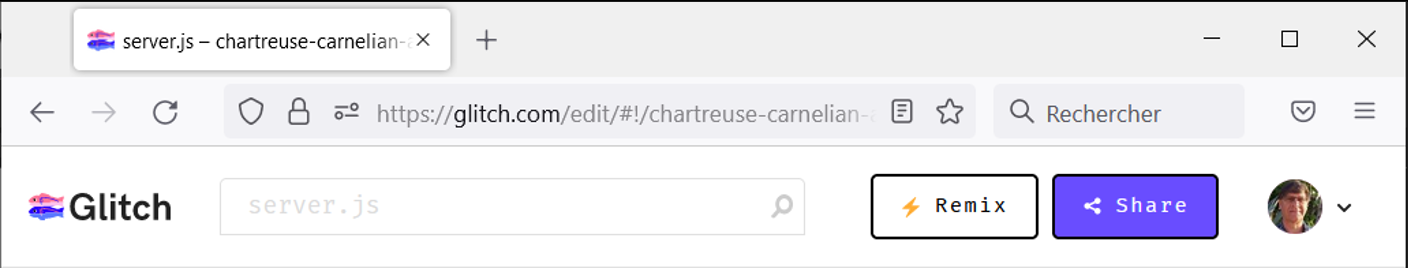 server.js – chartreuse-carnelian-a
https://glitch.com/edit/#!/chartreuse-carnelian-a
Rechercher
Glitch
server.js
Remix
Share